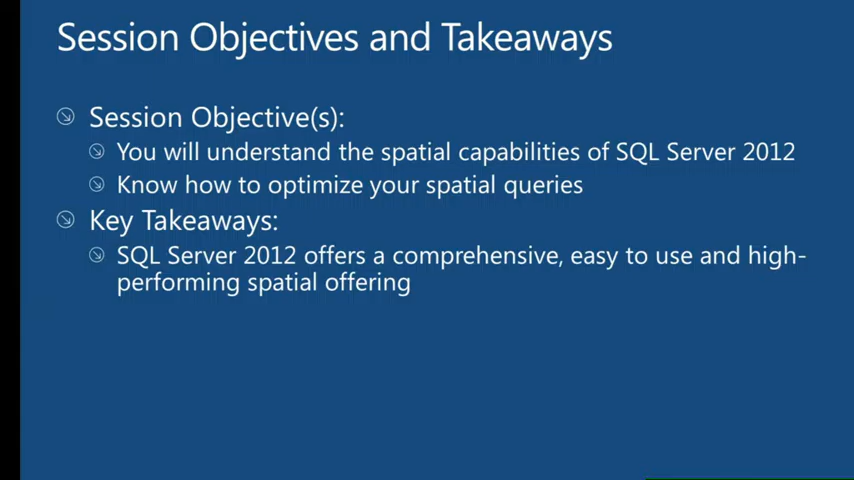 Session Objectives and Takeaways
Session Objective(s):
You will understand the spatial capabilities of SQL Server 2012
Know how to optimize your spatial queries
Key Takeaways:
SQL Server 2012 offers a comprehensive, easy to use and high-
performing spatial offering